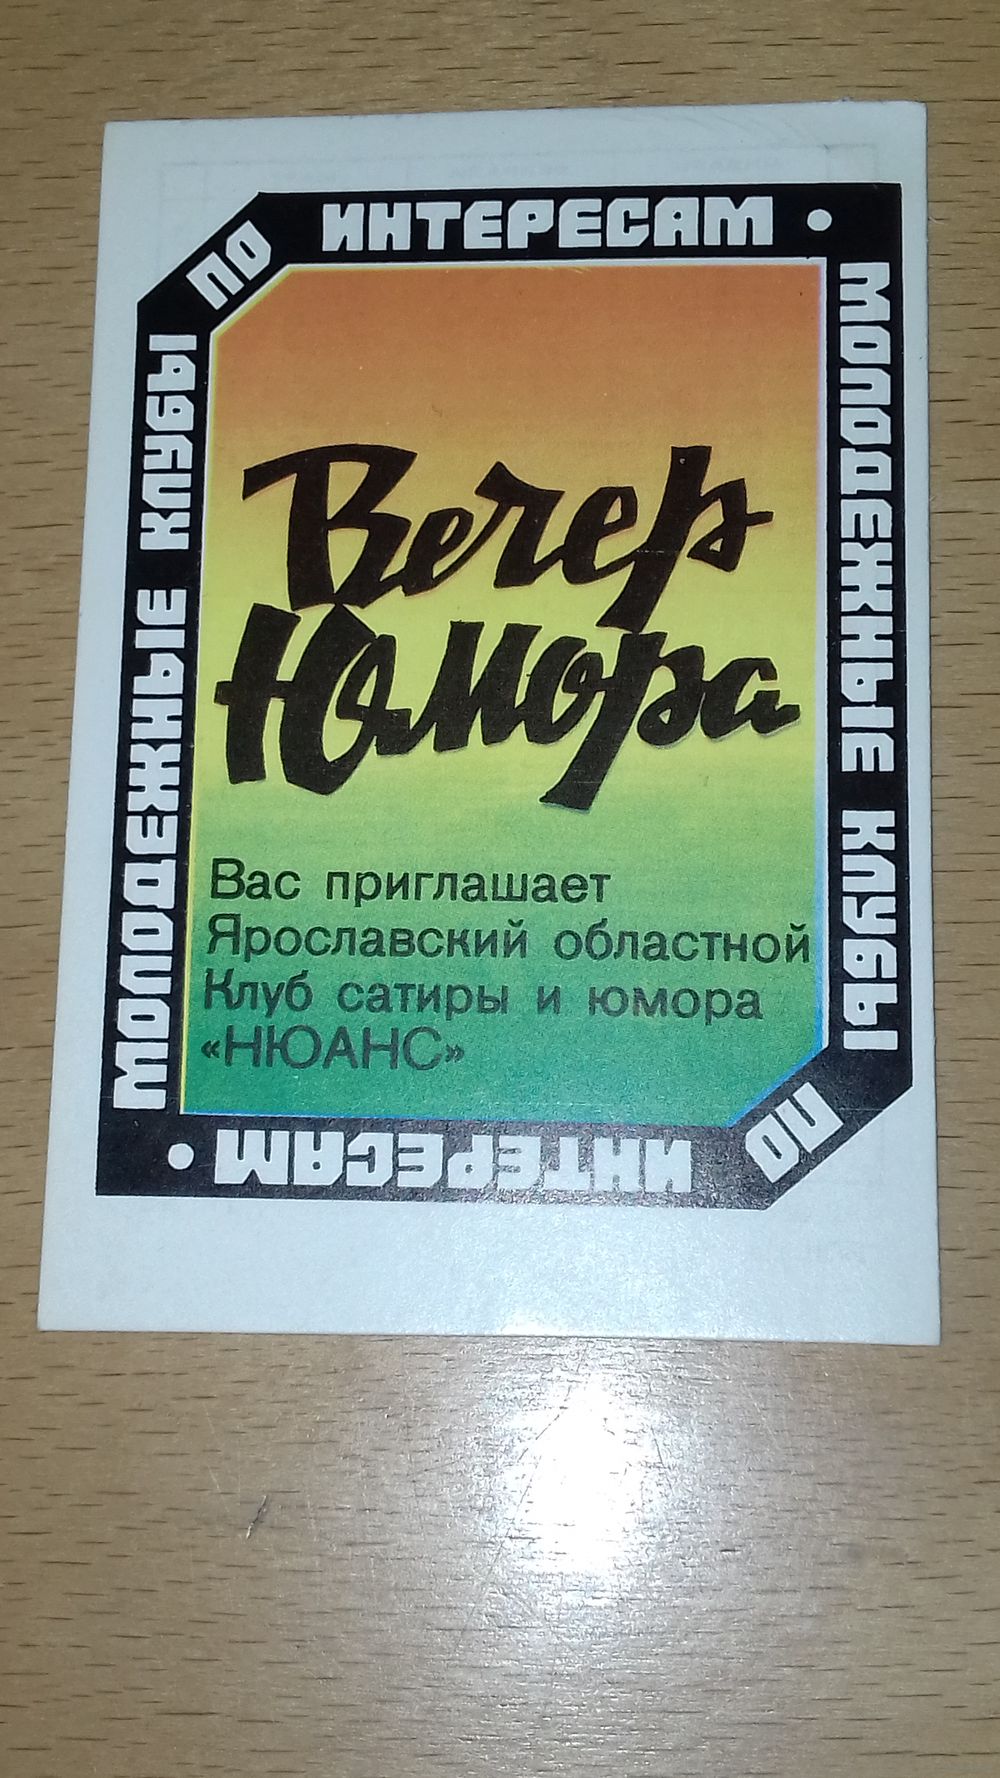 МОЛОДЕЖНЫЕ КЛУБЫ ПО ИНТЕРЕСАМ •
МОЛОДЕЖНЫЕ КЛУБЫ ПО ИНТЕРЕСАМ •
Вечер
Юмора
Вас приглашает
Ярославский областной
Клуб сатиры и юмора
«НЮАНС»